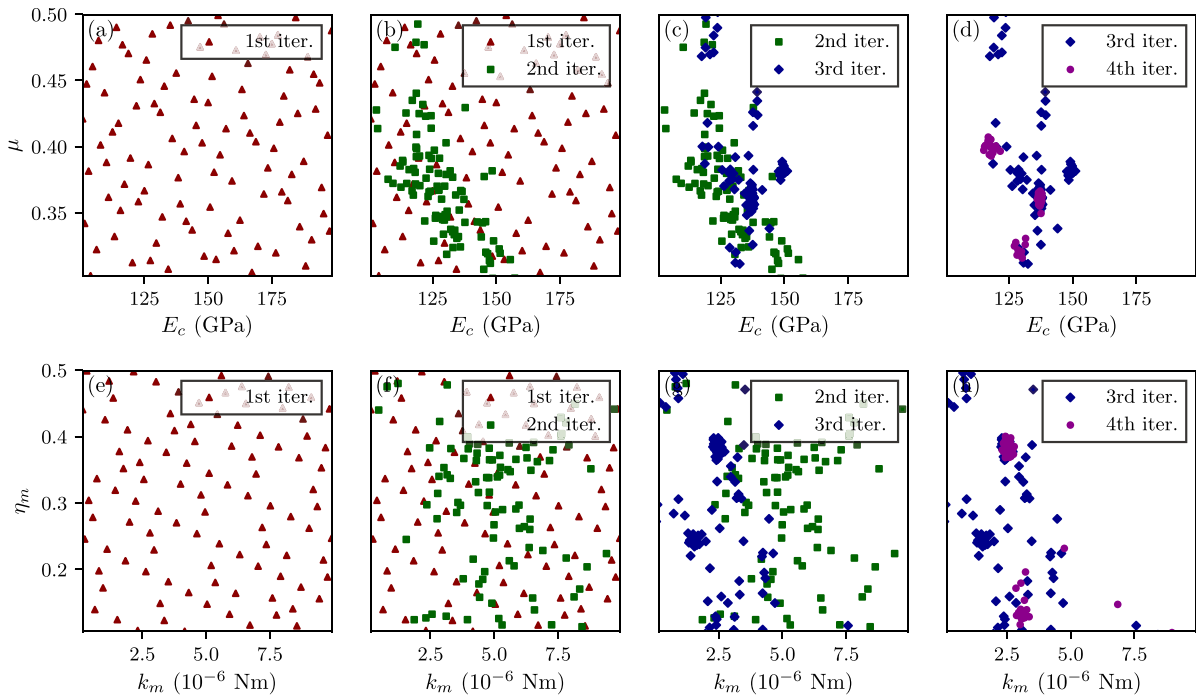 (a) 1st iter.
(b) 1st iter.
2nd iter.
(c) 2nd iter.
3rd iter.
(d) 3rd iter.
4th iter.
μ
0.50
0.45
0.40
0.35
125 150 175
E_c (GPa)
125 150 175
E_c (GPa)
125 150 175
E_c (GPa)
125 150 175
E_c (GPa)
(e) 1st iter.
(f) 1st iter.
2nd iter.
(g) 2nd iter.
3rd iter.
3rd iter.
4th iter.
η_m
0.5
0.4
0.3
0.2
2.5 5.0 7.5
k_m (10⁻⁶ Nm)
2.5 5.0 7.5
k_m (10⁻⁶ Nm)
2.5 5.0 7.5
k_m (10⁻⁶ Nm)
2.5 5.0 7.5
k_m (10⁻⁶ Nm)